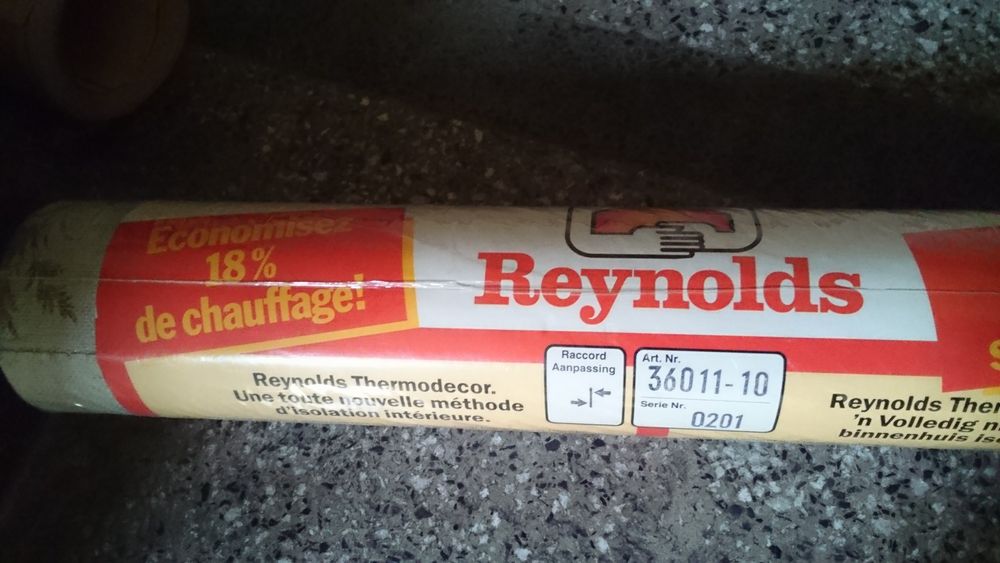 Economisez
18%
de chauffage!
Reynolds
Reynolds Thermodecor.
Une toute nouvelle méthode
d'isolation intérieure.
Raccord
Aanpassing
Art. Nr.
36011-10
Serie Nr.
0201
Reynolds Ther
'n Volledig n
binnenhuis is